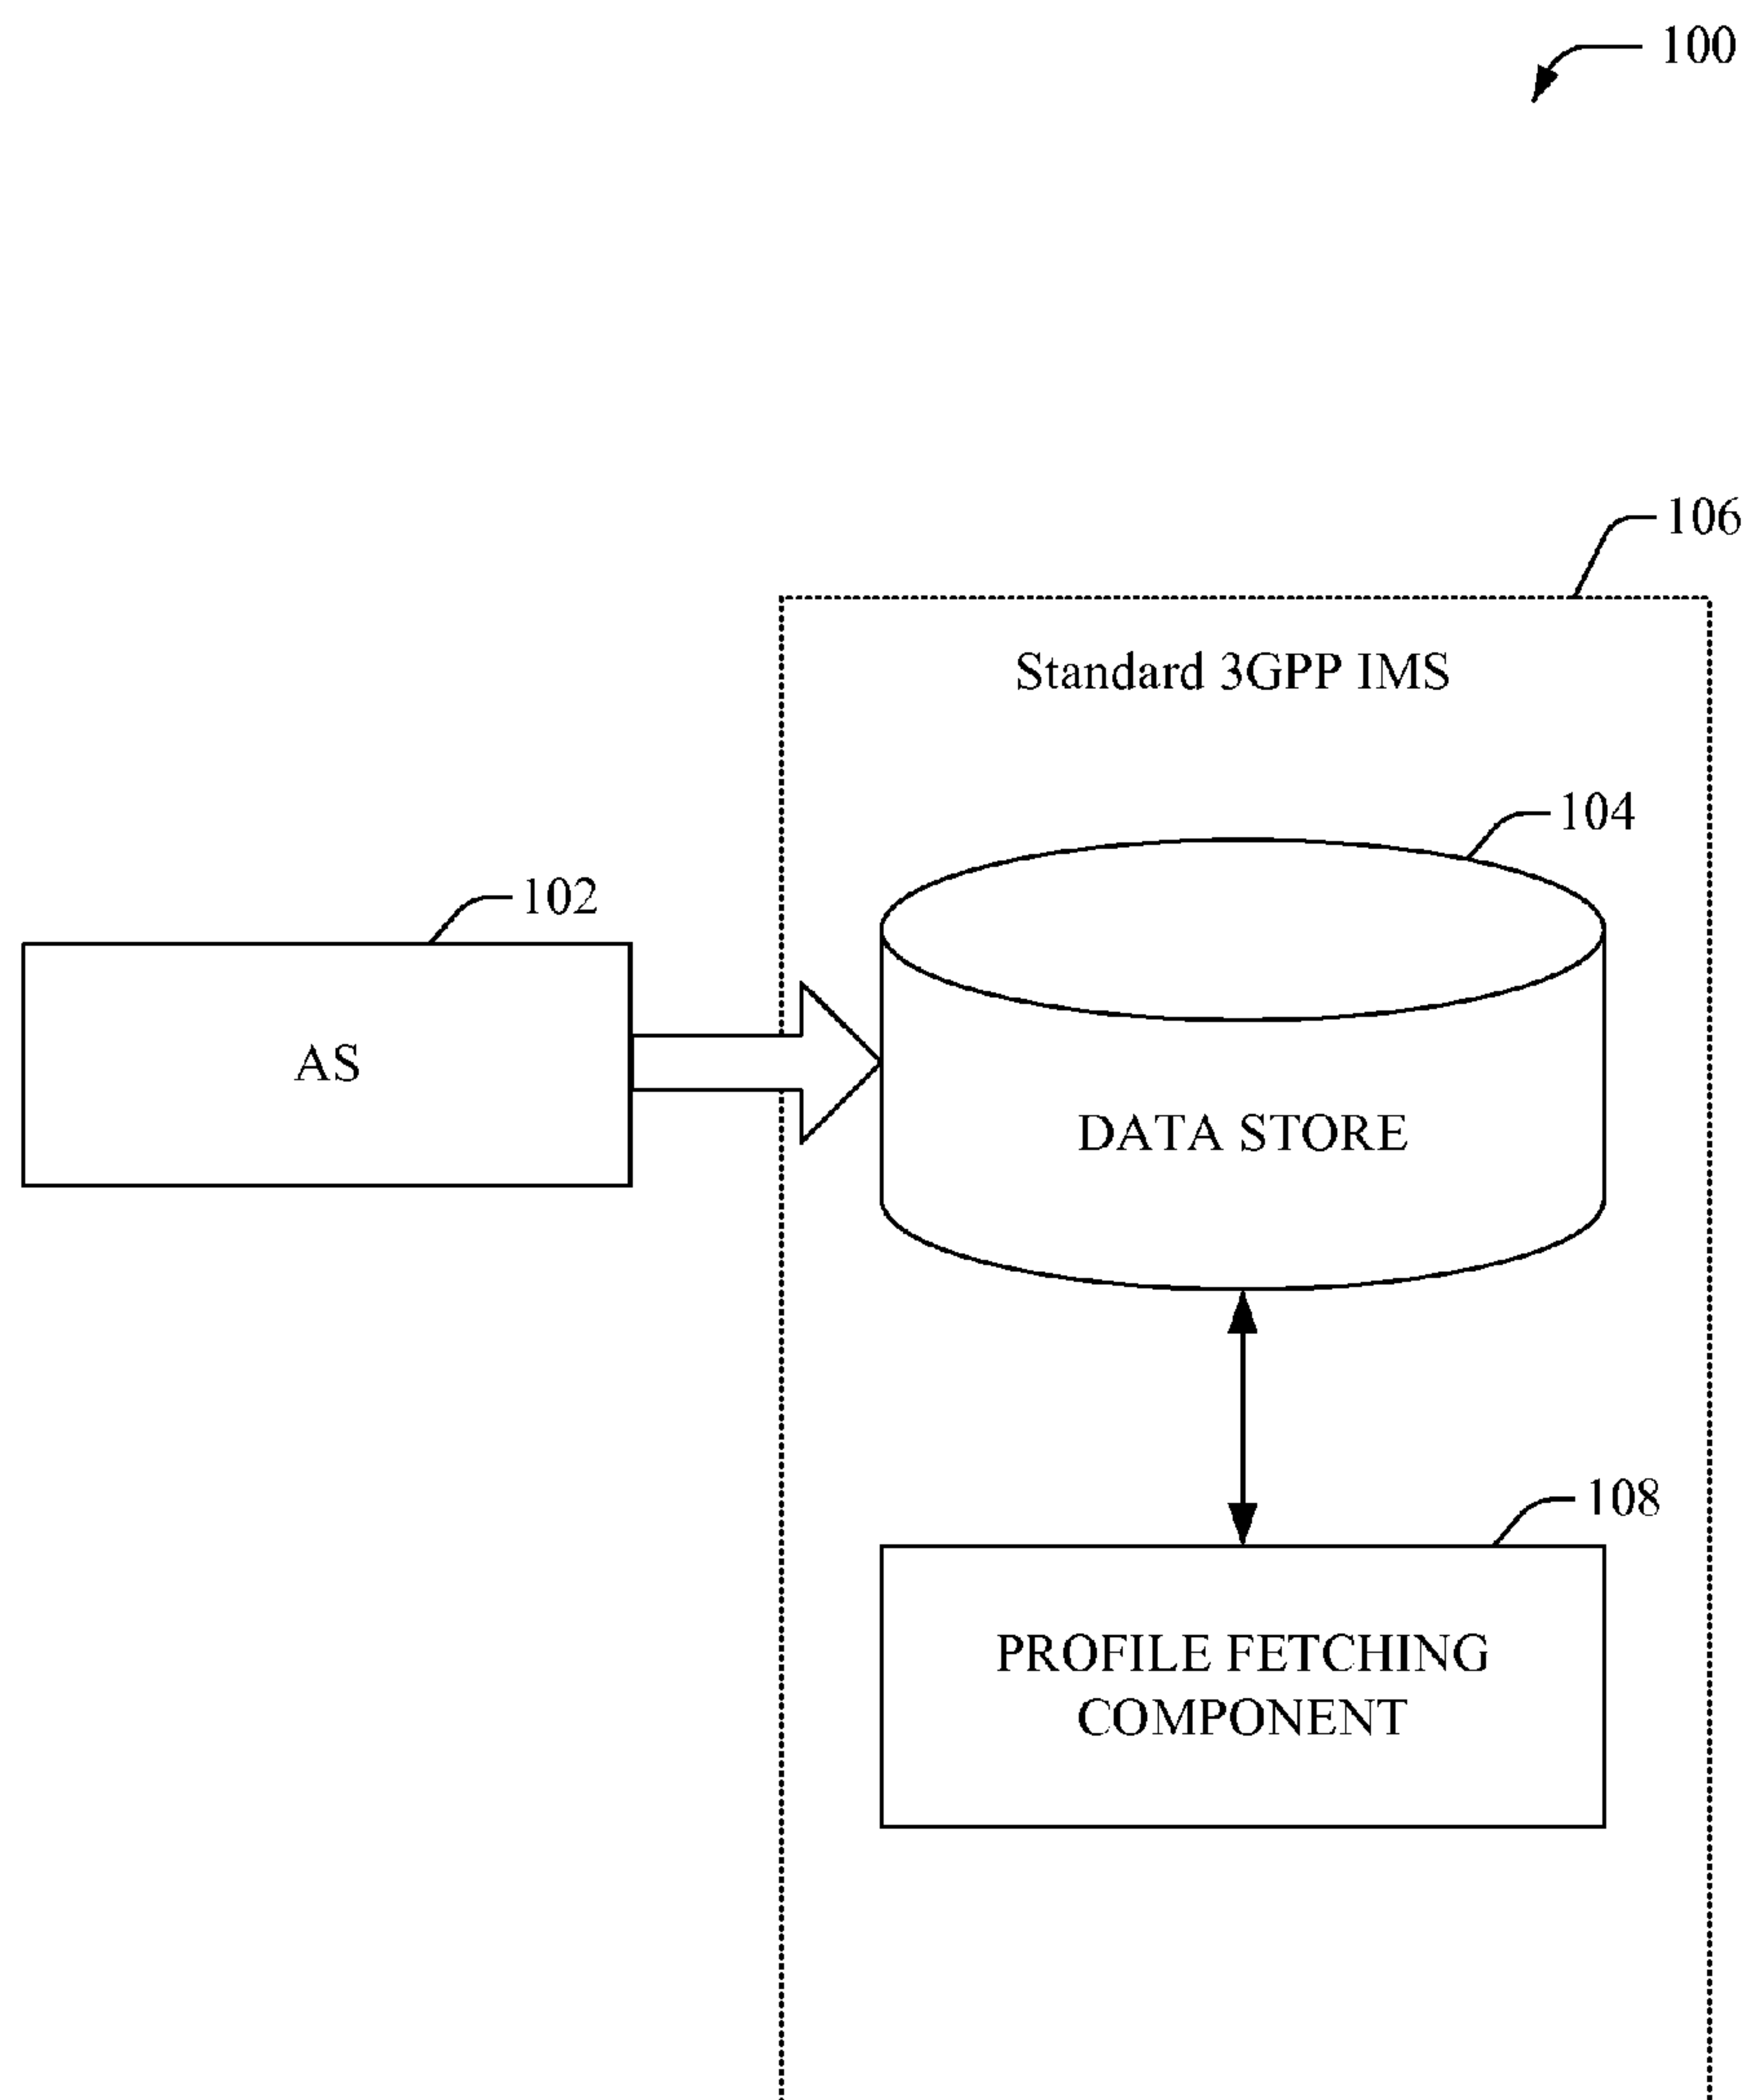 100
106
Standard 3GPP IMS
104
102
AS
DATA STORE
108
PROFILE FETCHING
COMPONENT